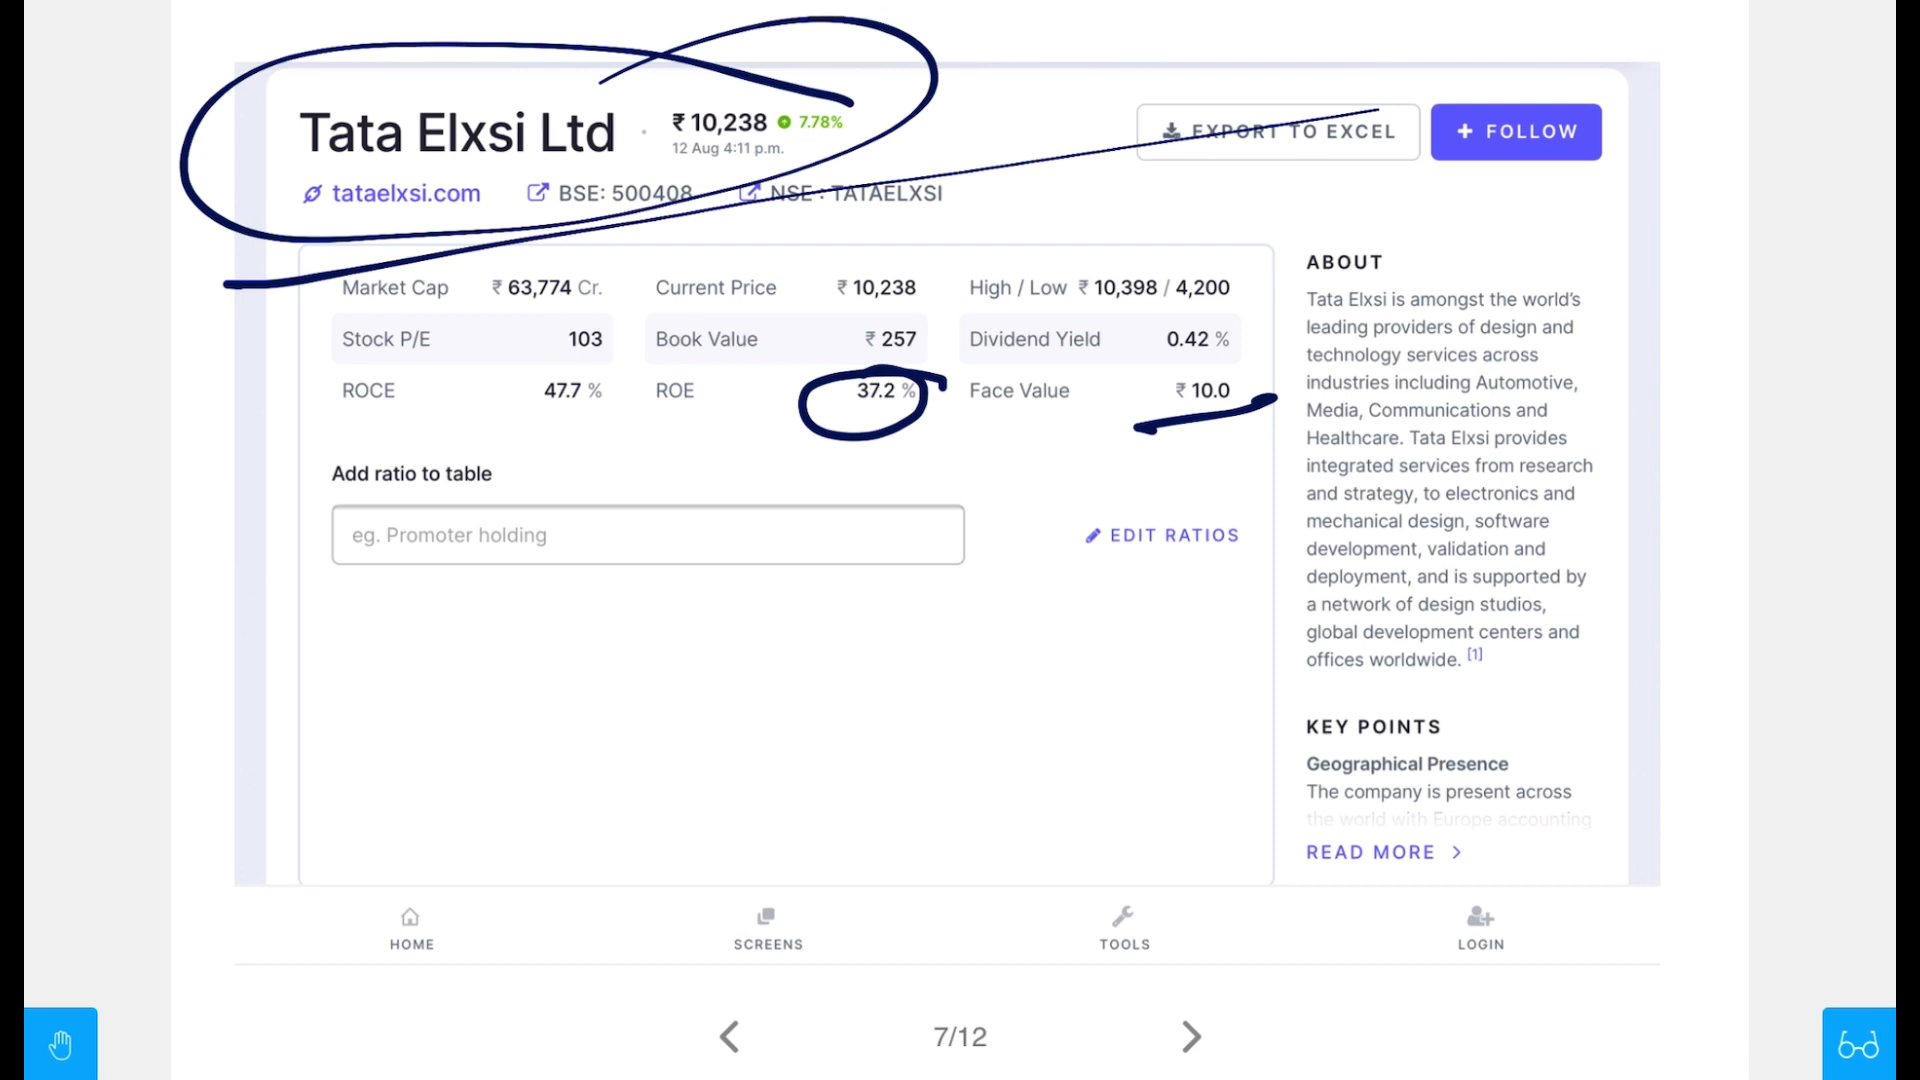 Tata Elxsi Ltd · ₹ 10,238 7.78%
12 Aug 4:11 p.m.
EXPORT TO EXCEL
+ FOLLOW
tataelxsi.com BSE: 500408 NSE : TATAELXSI
Market Cap ₹ 63,774 Cr.
Current Price ₹ 10,238
High / Low ₹ 10,398 / 4,200
Stock P/E 103
Book Value ₹ 257
Dividend Yield 0.42 %
ROCE 47.7 %
ROE 37.2 %
Face Value ₹ 10.0
Add ratio to table
eg. Promoter holding
EDIT RATIOS
ABOUT
Tata Elxsi is amongst the world’s
leading providers of design and
technology services across
industries including Automotive,
Media, Communications and
Healthcare. Tata Elxsi provides
integrated services from research
and strategy, to electronics and
mechanical design, software
development, validation and
deployment, and is supported by
a network of design studios,
global development centers and
offices worldwide. [1]
KEY POINTS
Geographical Presence
The company is present across
the world with Europe accounting
READ MORE >
HOME
SCREENS
TOOLS
LOGIN
7/12